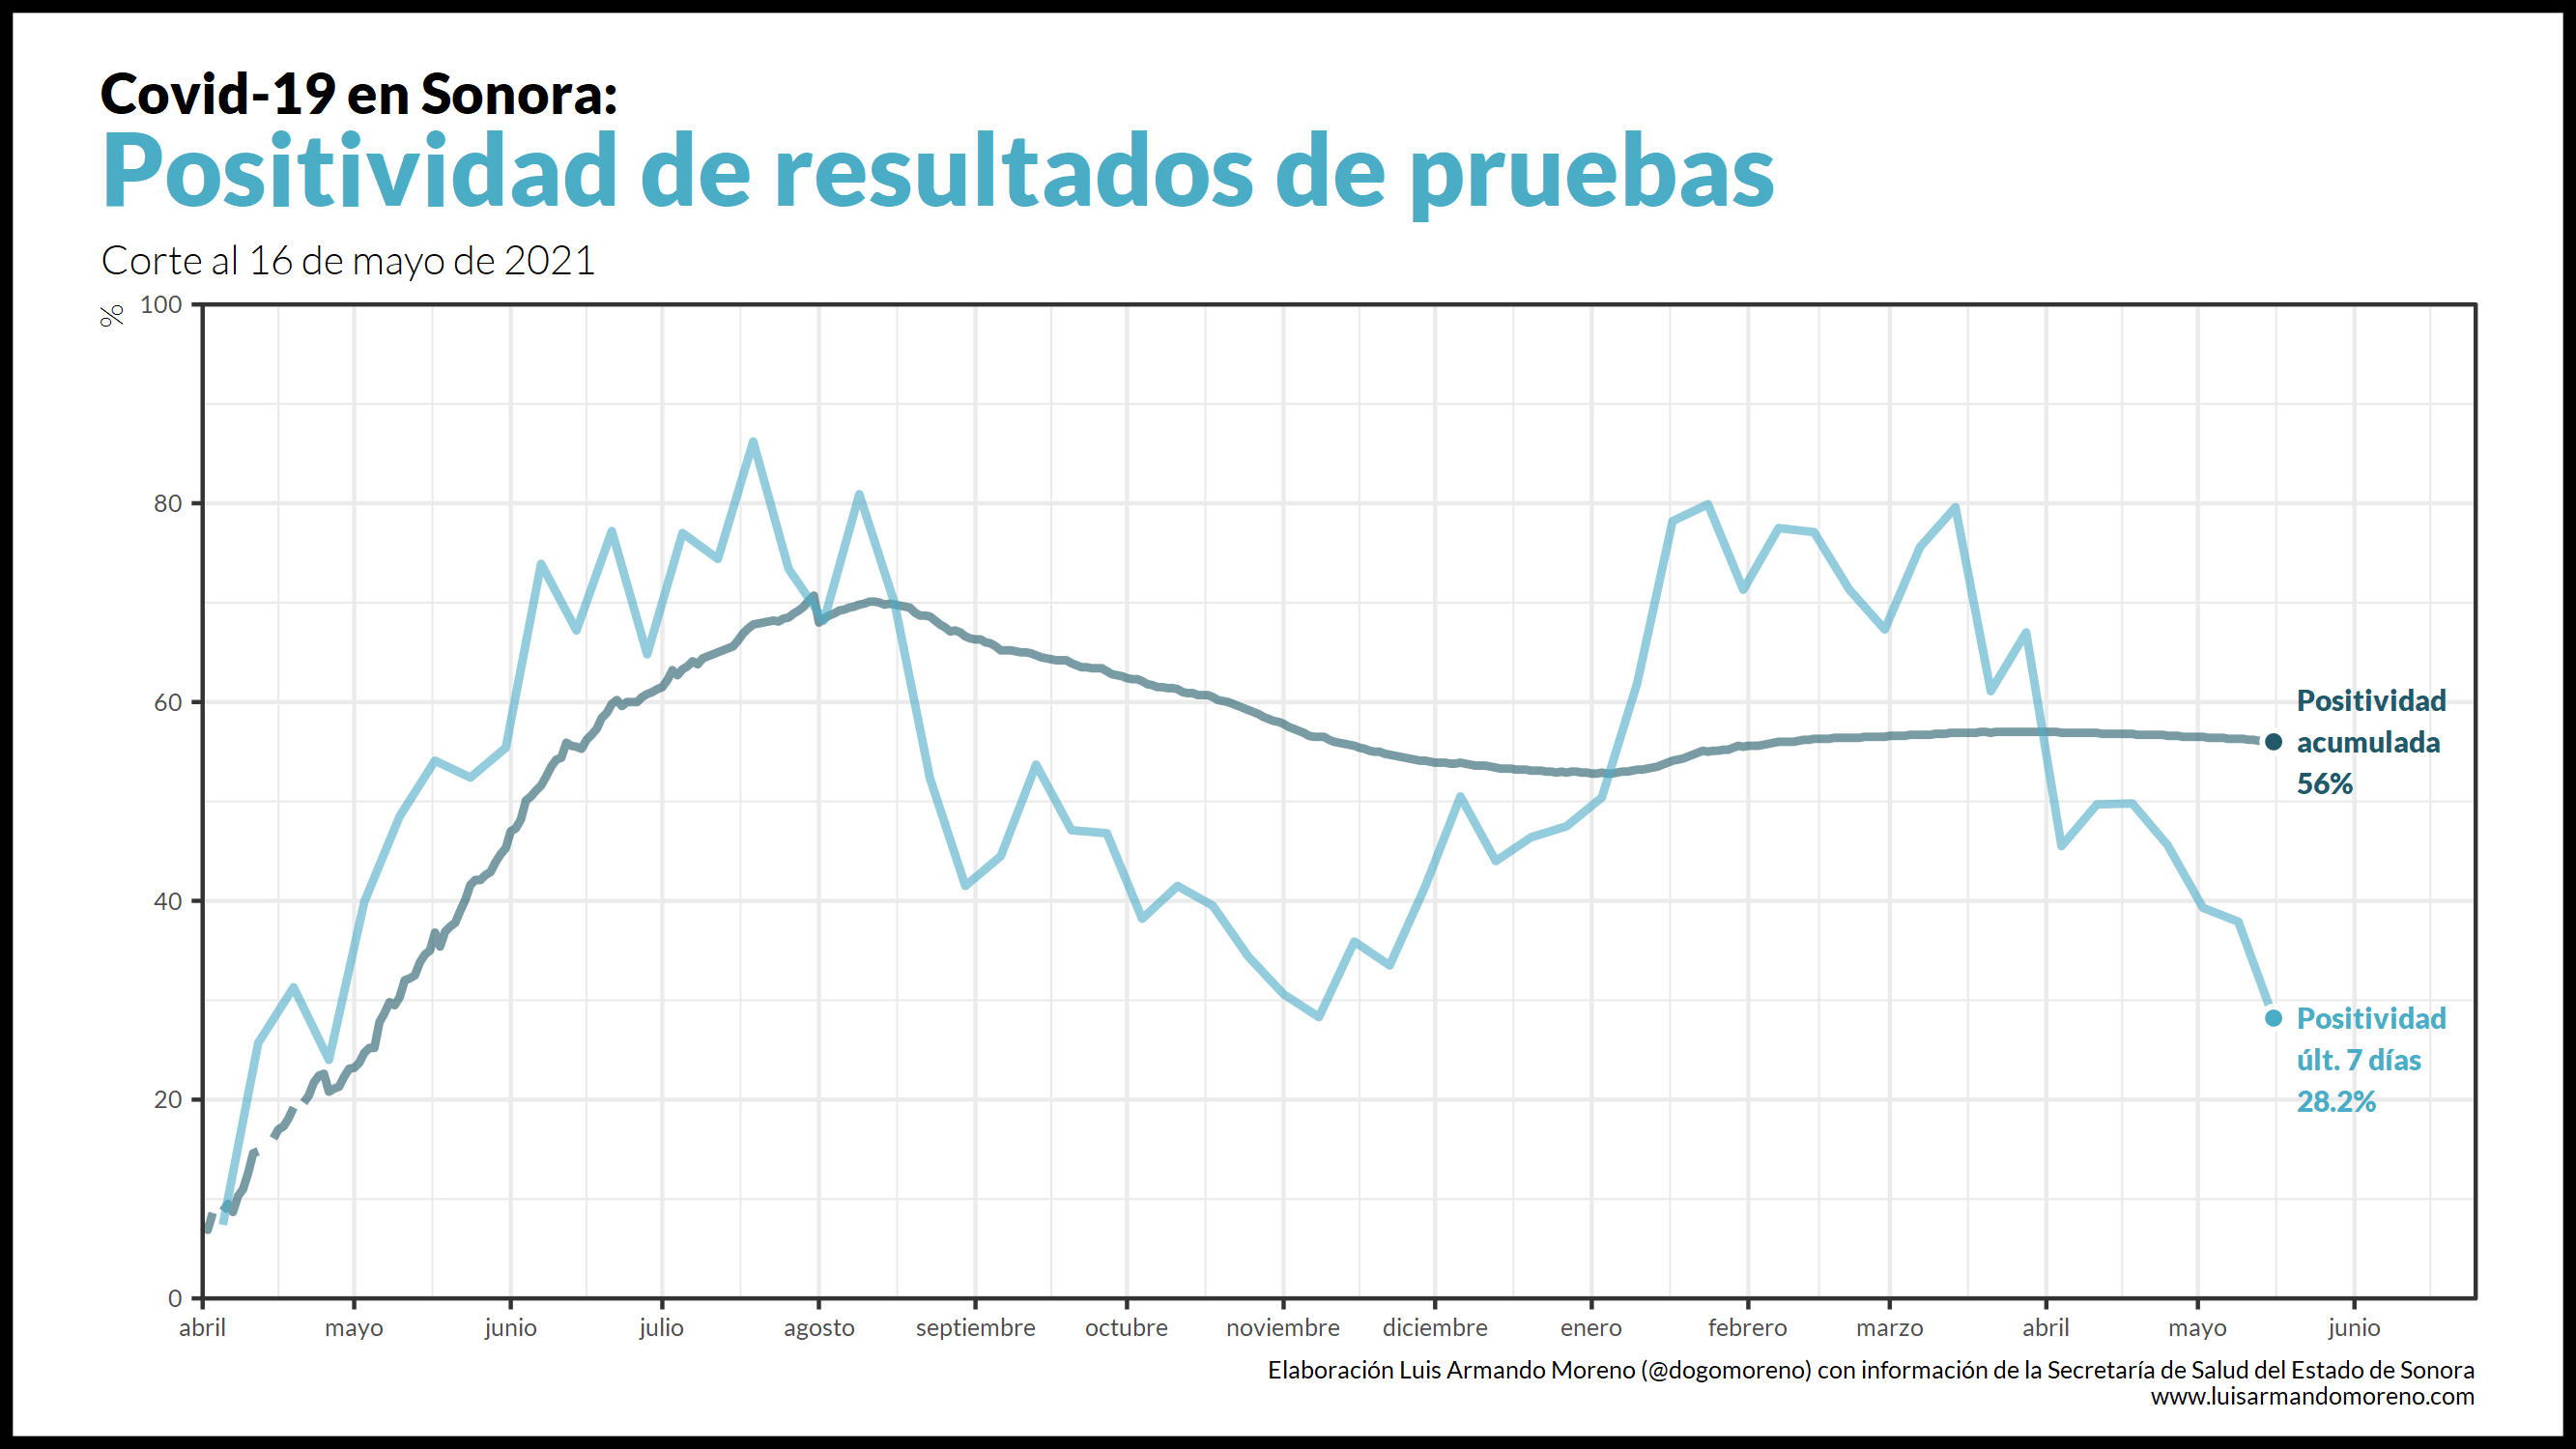 Covid-19 en Sonora:
Positividad de resultados de pruebas
Corte al 16 de mayo de 2021
%
100
80
60
40
20
0
Positividad
acumulada
56%
Positividad
últ. 7 días
28.2%
abril mayo junio julio agosto septiembre octubre noviembre diciembre enero febrero marzo abril mayo junio
Elaboración Luis Armando Moreno (@dogomoreno) con información de la Secretaría de Salud del Estado de Sonora
www.luisarmandomoreno.com